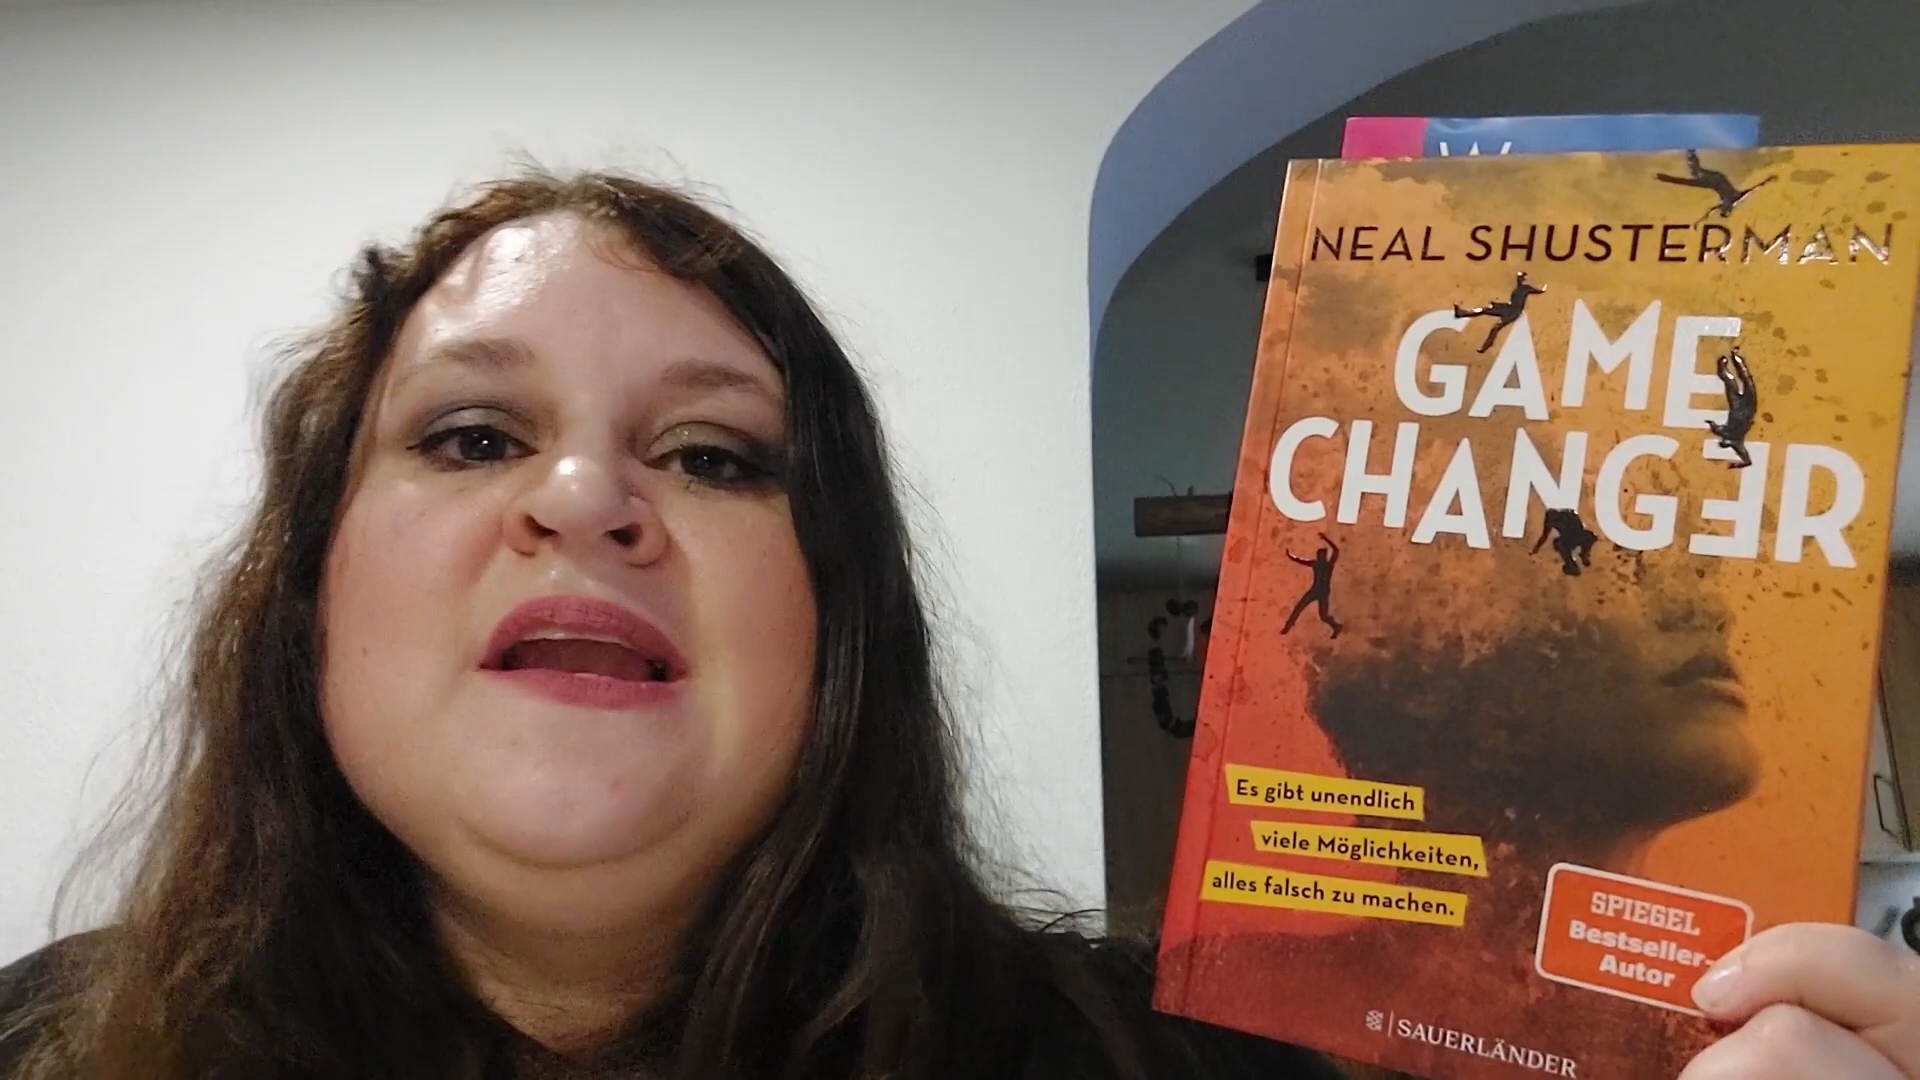 W
NEAL SHUSTERMAN
GAME
CHANGER
Es gibt unendlich
viele Möglichkeiten,
alles falsch zu machen.
SPIEGEL
Bestseller-
Autor
SAUERLÄNDER